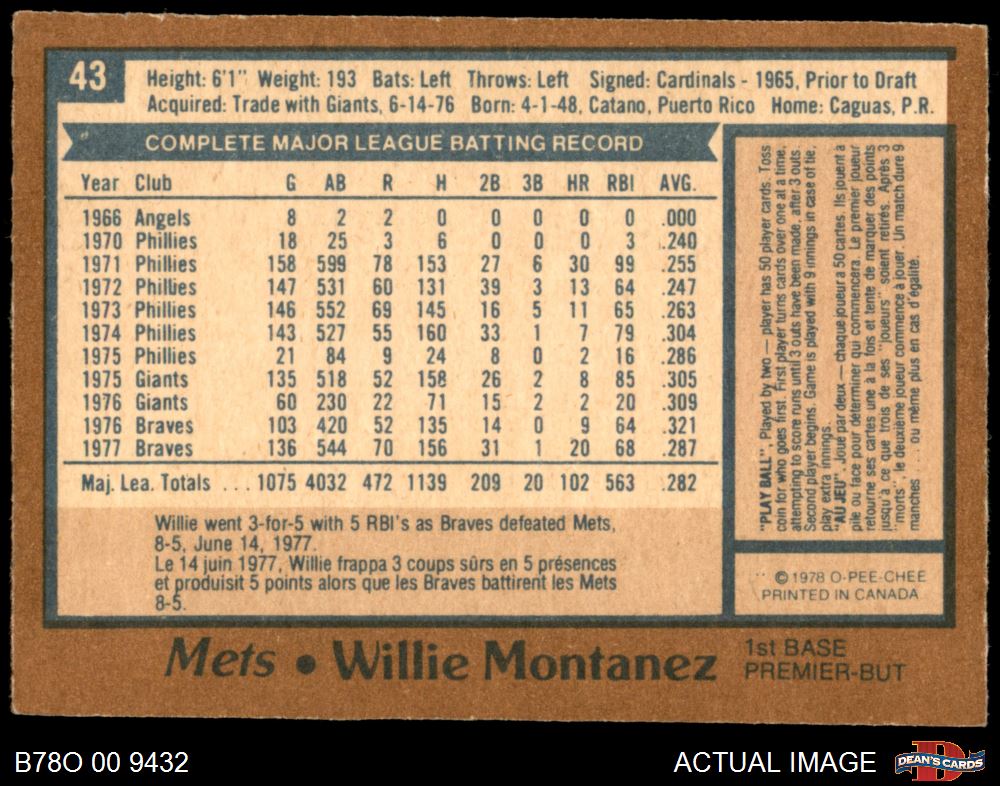 43
Height: 6'1" Weight: 193 Bats: Left Throws: Left Signed: Cardinals - 1965, Prior to Draft
Acquired: Trade with Giants, 6-14-76 Born: 4-1-48, Catano, Puerto Rico Home: Caguas, P.R.
COMPLETE MAJOR LEAGUE BATTING RECORD
Year Club G AB R H 2B 3B HR RBI AVG.
1966 Angels 8 2 2 0 0 0 0 0 .000
1970 Phillies 18 25 3 6 0 0 0 3 .240
1971 Phillies 158 599 78 153 27 6 30 99 .255
1972 Phillies 147 531 60 131 39 3 13 64 .247
1973 Phillies 146 552 69 145 16 5 11 65 .263
1974 Phillies 143 527 55 160 33 1 7 79 .304
1975 Phillies 21 84 9 24 8 0 2 16 .286
1975 Giants 135 518 52 158 26 2 8 85 .305
1976 Giants 60 230 22 71 15 2 2 20 .309
1976 Braves 103 420 52 135 14 0 9 64 .321
1977 Braves 136 544 70 156 31 1 20 68 .287
Maj. Lea. Totals ... 1075 4032 472 1139 209 20 102 563 .282
Willie went 3-for-5 with 5 RBI's as Braves defeated Mets,
8-5, June 14, 1977.
Le 14 juin 1977, Willie frappa 3 coups sûrs en 5 présences
et produisit 5 points alors que les Braves battirent les Mets
8-5.
"PLAY BALL". Played by two — player has 50 player cards. Toss
coin for who goes first. First player turns cards over one at a time,
attempting to score runs until 3 outs have been made, after 3 outs
Second player begins. Game is played with 9 innings in case of tie,
play extra innings.
"AU JEU". Joué par deux — chaque joueur a 50 cartes. Ils jouent à
pile ou face pour déterminer qui commencera. Le premier joueur
retourne ses cartes une à la fois et tente de marquer des points
jusqu'à ce que trois de ses "joueurs" soient retirés. Après 3
"morts", le deuxième joueur commence à jouer. Un match dure 9
manches ... ou même plus en cas d'égalité.
© 1978 O-PEE-CHEE
PRINTED IN CANADA
Mets • Willie Montanez
1st BASE
PREMIER-BUT
B78O 00 9432
ACTUAL IMAGE
D
DEAN'S CARDS